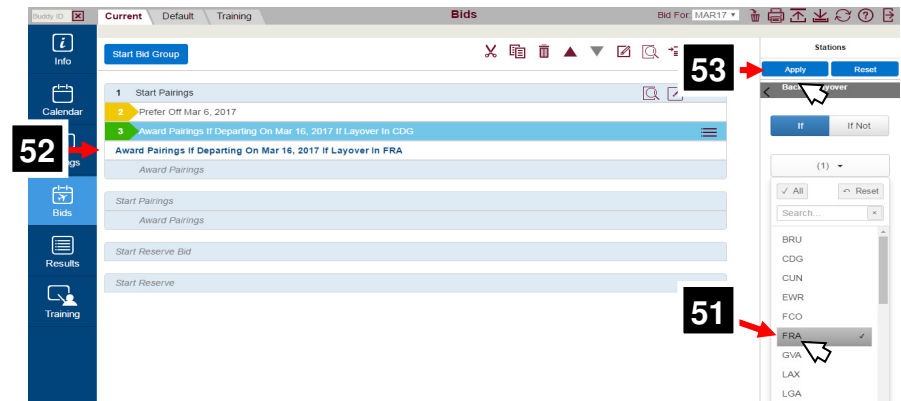 Buddy ID
Current
Default
Training
Bids
Bid For: MAR17
Info
Calendar
gs
Bids
Results
Training
Start Bid Group
1 Start Pairings
2 Prefer Off Mar 6, 2017
3 Award Pairings If Departing On Mar 16, 2017 If Layover In CDG
Award Pairings If Departing On Mar 16, 2017 If Layover In FRA
Award Pairings
Start Pairings
Award Pairings
Start Reserve Bid
Start Reserve
52
53
51
Stations
Apply Reset
Back
over
If If Not
(1)
All Reset
Search...
BRU
CDG
CUN
EWR
FCO
FRA
GVA
LAX
LGA